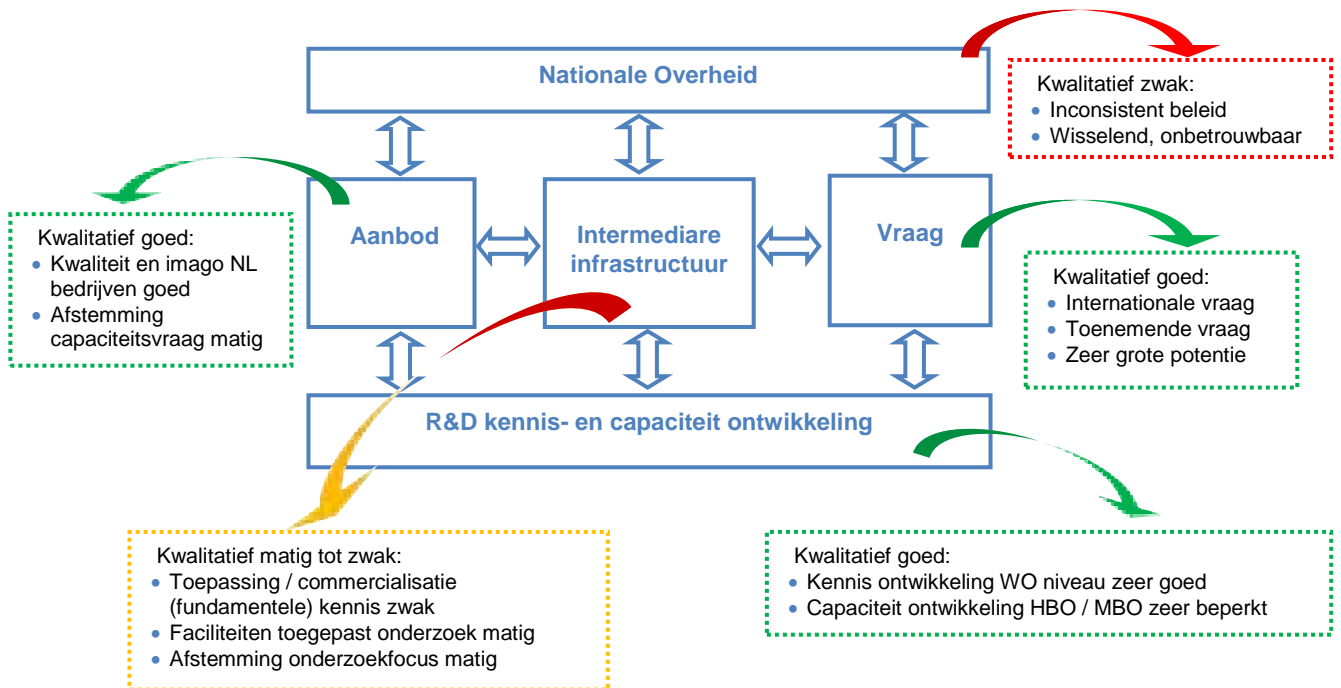 Nationale Overheid
Kwalitatief zwak:
• Inconsistent beleid
• Wisselend, onbetrouwbaar
Kwalitatief goed:
• Kwaliteit en imago NL
bedrijven goed
• Afstemming
capaciteitsvraag matig
Aanbod
Intermediare
infrastructuur
Vraag
Kwalitatief goed:
• Internationale vraag
• Toenemende vraag
• Zeer grote potentie
R&D kennis- en capaciteit ontwikkeling
Kwalitatief matig tot zwak:
• Toepassing / commercialisatie
(fundamentele) kennis zwak
• Faciliteiten toegepast onderzoek matig
• Afstemming onderzoekfocus matig
Kwalitatief goed:
• Kennis ontwikkeling WO niveau zeer goed
• Capaciteit ontwikkeling HBO / MBO zeer beperkt